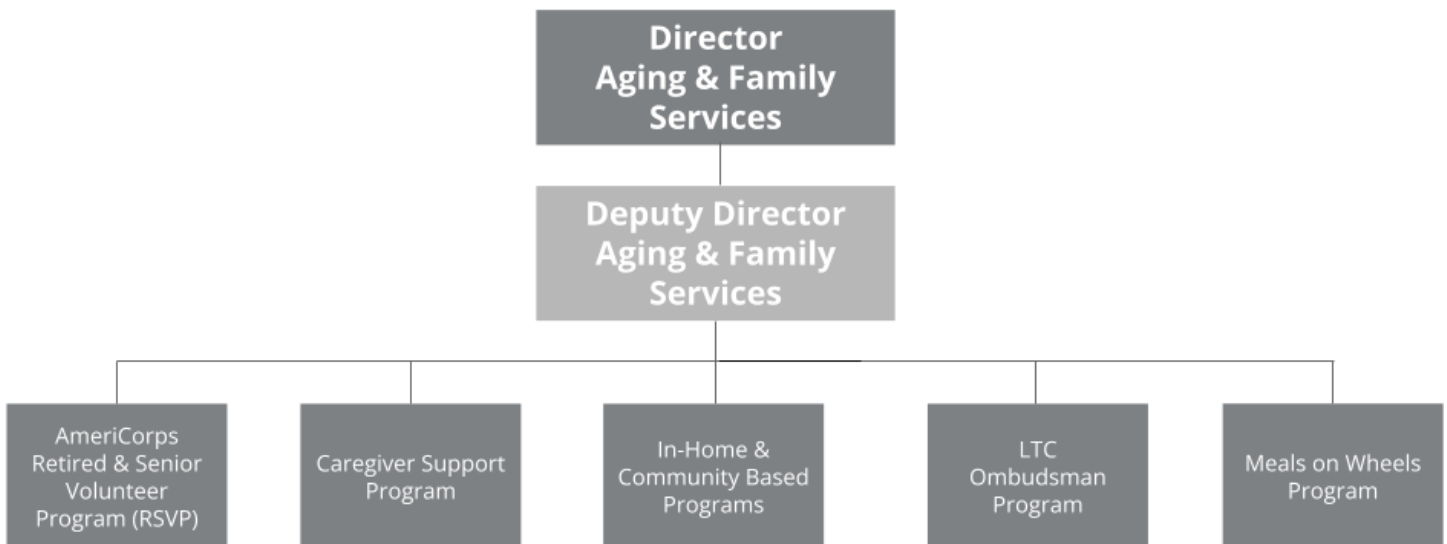 Director
Aging & Family
Services
Deputy Director
Aging & Family
Services
AmeriCorps
Retired & Senior
Volunteer
Program (RSVP)
Caregiver Support
Program
In-Home &
Community Based
Programs
LTC
Ombudsman
Program
Meals on Wheels
Program